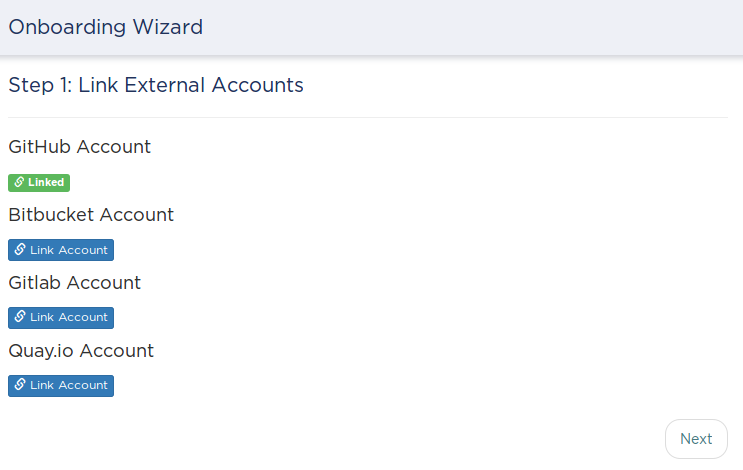 Onboarding Wizard
Step 1: Link External Accounts
GitHub Account
Linked
Bitbucket Account
Link Account
Gitlab Account
Link Account
Quay.io Account
Link Account
Next